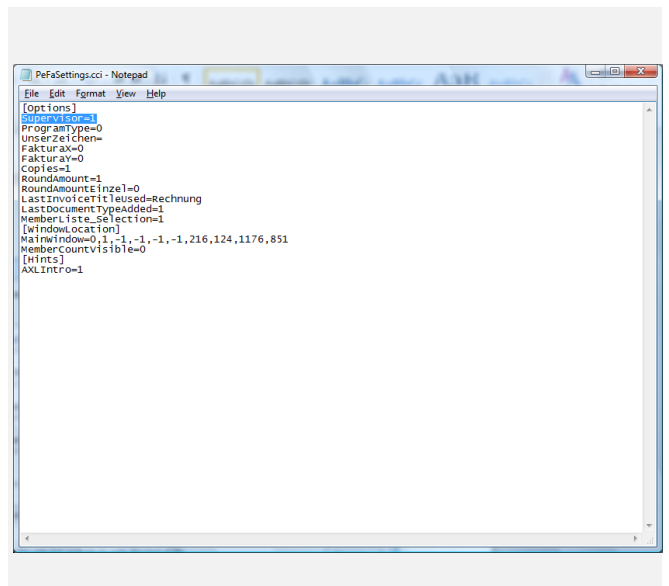 PeFaSettings.cci - Notepad
File Edit Format View Help
[Options]
Supervisor=1
ProgramType=0
UnserZeichen=
FakturaX=0
FakturaY=0
Copies=1
RoundAmount=1
RoundAmountEinzel=0
LastInvoiceTitleUsed=Rechnung
LastDocumentTypeAdded=1
MemberListe_Selection=1
[WindowLocation]
MainWindow=0,1,-1,-1,-1,-1,216,124,1176,851
MemberCountVisible=0
[Hints]
AXLIntro=1